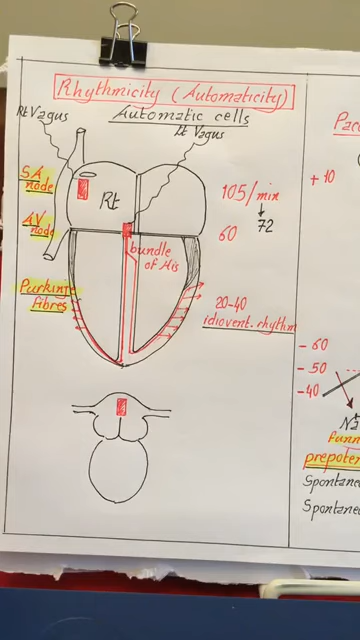 Rhythmicity (Automaticity)
Automatic cells
Rt Vagus
Lt Vagus
SA node
Rt
105/min
72
AV node
60
bundle of His
Purkinje fibres
20-40
idiovent. rhythm
+ 10
- 60
- 50
- 40
prepoten
Spontane
Spontane